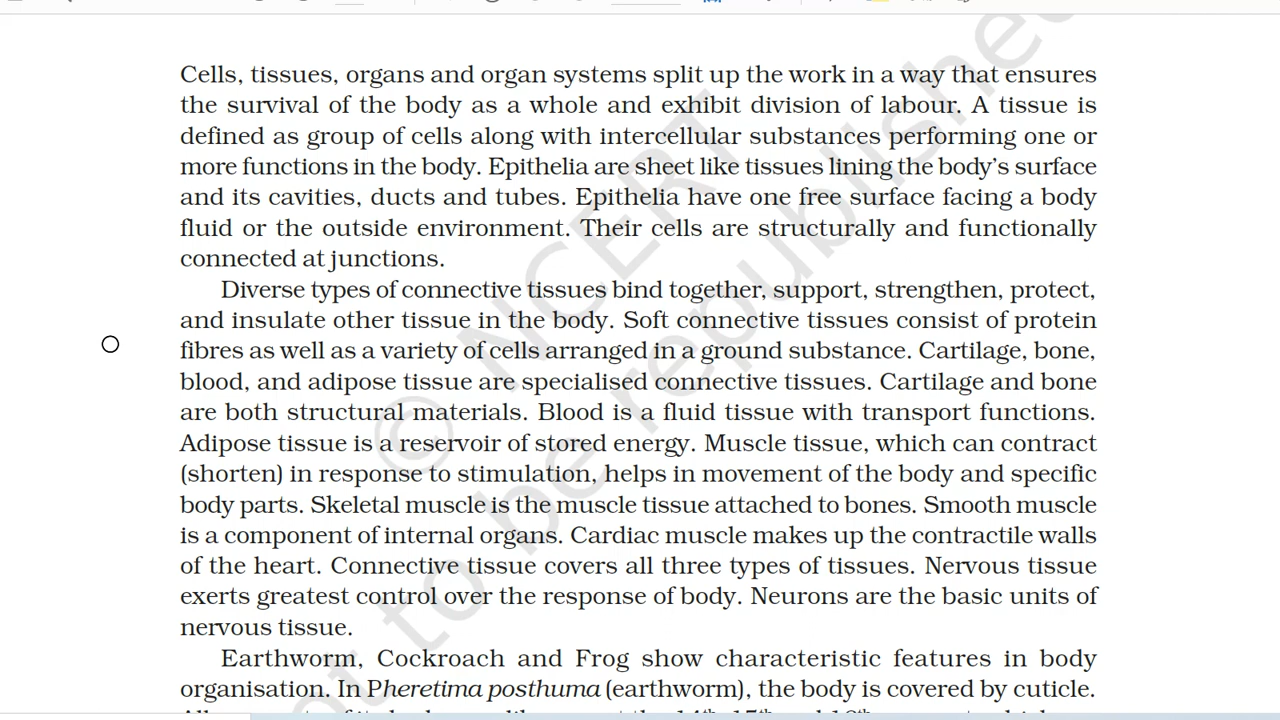 Cells, tissues, organs and organ systems split up the work in a way that ensures
the survival of the body as a whole and exhibit division of labour. A tissue is
defined as group of cells along with intercellular substances performing one or
more functions in the body. Epithelia are sheet like tissues lining the body’s surface
and its cavities, ducts and tubes. Epithelia have one free surface facing a body
fluid or the outside environment. Their cells are structurally and functionally
connected at junctions.
Diverse types of connective tissues bind together, support, strengthen, protect,
and insulate other tissue in the body. Soft connective tissues consist of protein
fibres as well as a variety of cells arranged in a ground substance. Cartilage, bone,
blood, and adipose tissue are specialised connective tissues. Cartilage and bone
are both structural materials. Blood is a fluid tissue with transport functions.
Adipose tissue is a reservoir of stored energy. Muscle tissue, which can contract
(shorten) in response to stimulation, helps in movement of the body and specific
body parts. Skeletal muscle is the muscle tissue attached to bones. Smooth muscle
is a component of internal organs. Cardiac muscle makes up the contractile walls
of the heart. Connective tissue covers all three types of tissues. Nervous tissue
exerts greatest control over the response of body. Neurons are the basic units of
nervous tissue.
Earthworm, Cockroach and Frog show characteristic features in body
organisation. In Pheretima posthuma (earthworm), the body is covered by cuticle.
© NCERT
not to be republished